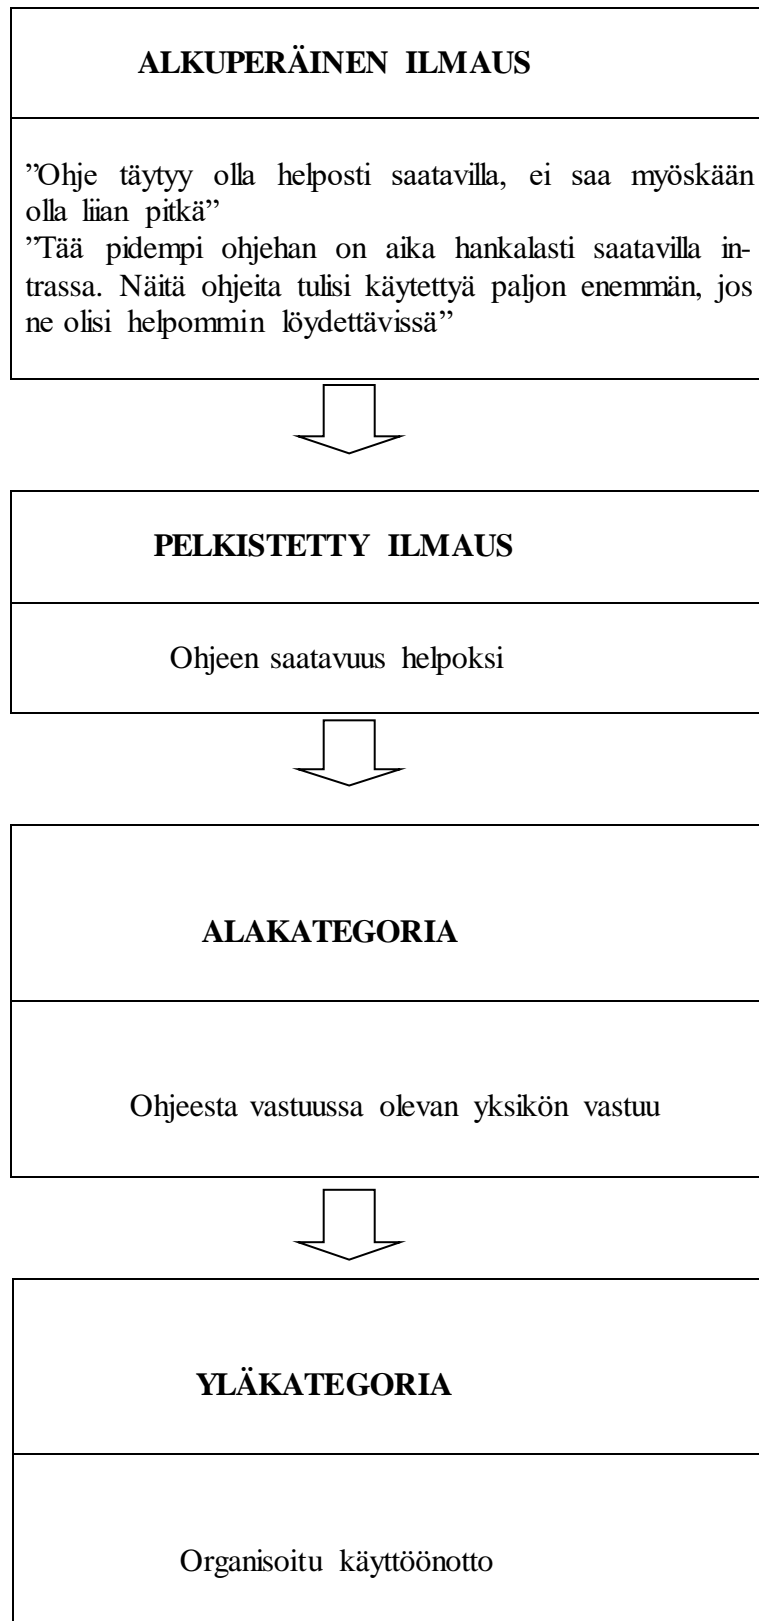 ALKUPERÄINEN ILMAUS
”Ohje täytyy olla helposti saatavilla, ei saa myöskään
olla liian pitkä”
”Tää pidempi ohjehan on aika hankalasti saatavilla in-
trassa. Näitä ohjeita tulisi käytettyä paljon enemmän, jos
ne olisi helpommin löydettävissä”
PELKISTETTY ILMAUS
Ohjeen saatavuus helpoksi
ALAKATEGORIA
Ohjeesta vastuussa olevan yksikön vastuu
YLÄKATEGORIA
Organisoitu käyttöönotto